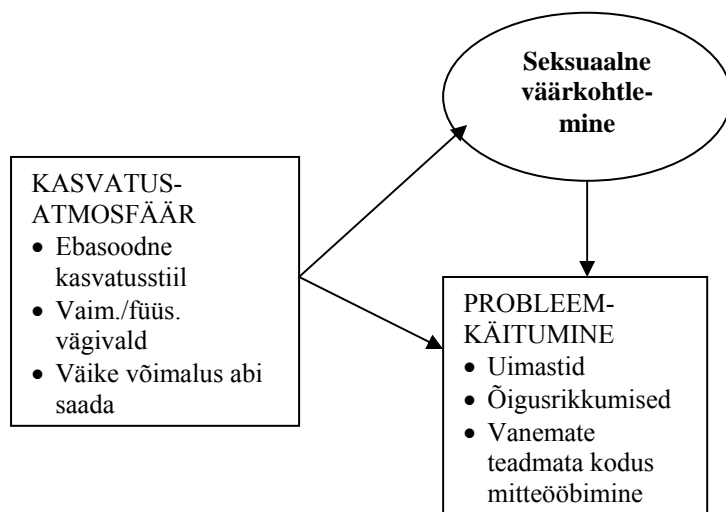 Seksuaalne
väärkohtle-
mine
KASVATUS-
ATMOSFÄÄR
• Ebasoodne
kasvatusstiil
• Vaim./füüs.
vägivald
• Väike võimalus abi
saada
PROBLEEM-
KÄITUMINE
• Uimastid
• Õigusrikkumised
• Vanemate
teadmata kodus
mitteööbimine